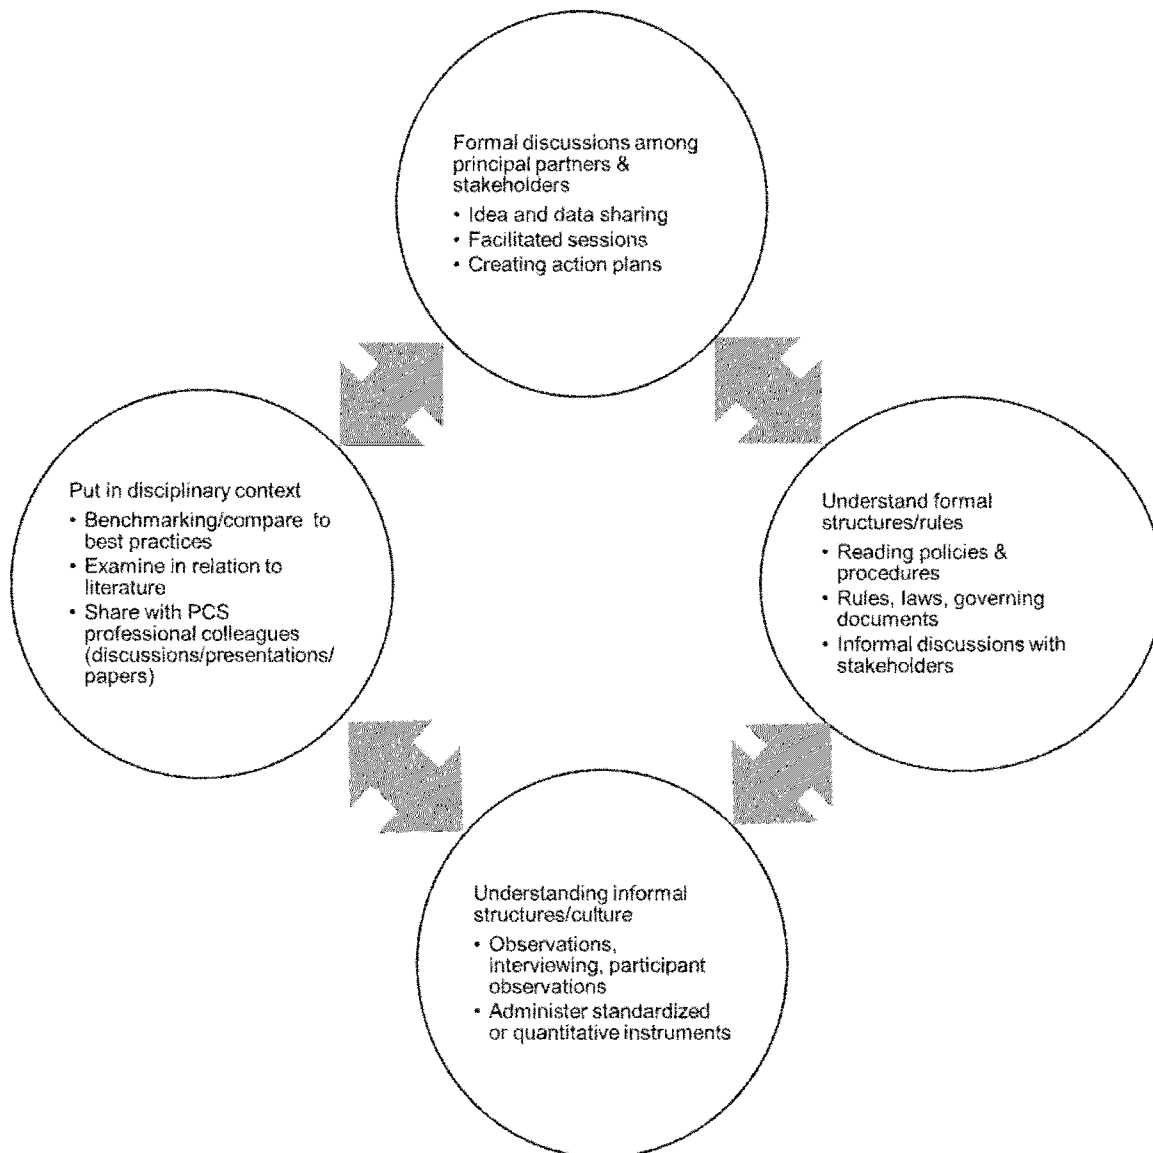 Formal discussions among
principal partners &
stakeholders
• Idea and data sharing
• Facilitated sessions
• Creating action plans
Put in disciplinary context
• Benchmarking/compare to
best practices
• Examine in relation to
literature
• Share with PCS
professional colleagues
(discussions/presentations/
papers)
Understand formal
structures/rules
• Reading policies &
procedures
• Rules, laws, governing
documents
• Informal discussions with
stakeholders
Understanding informal
structures/culture
• Observations,
interviewing, participant
observations
• Administer standardized
or quantitative instruments